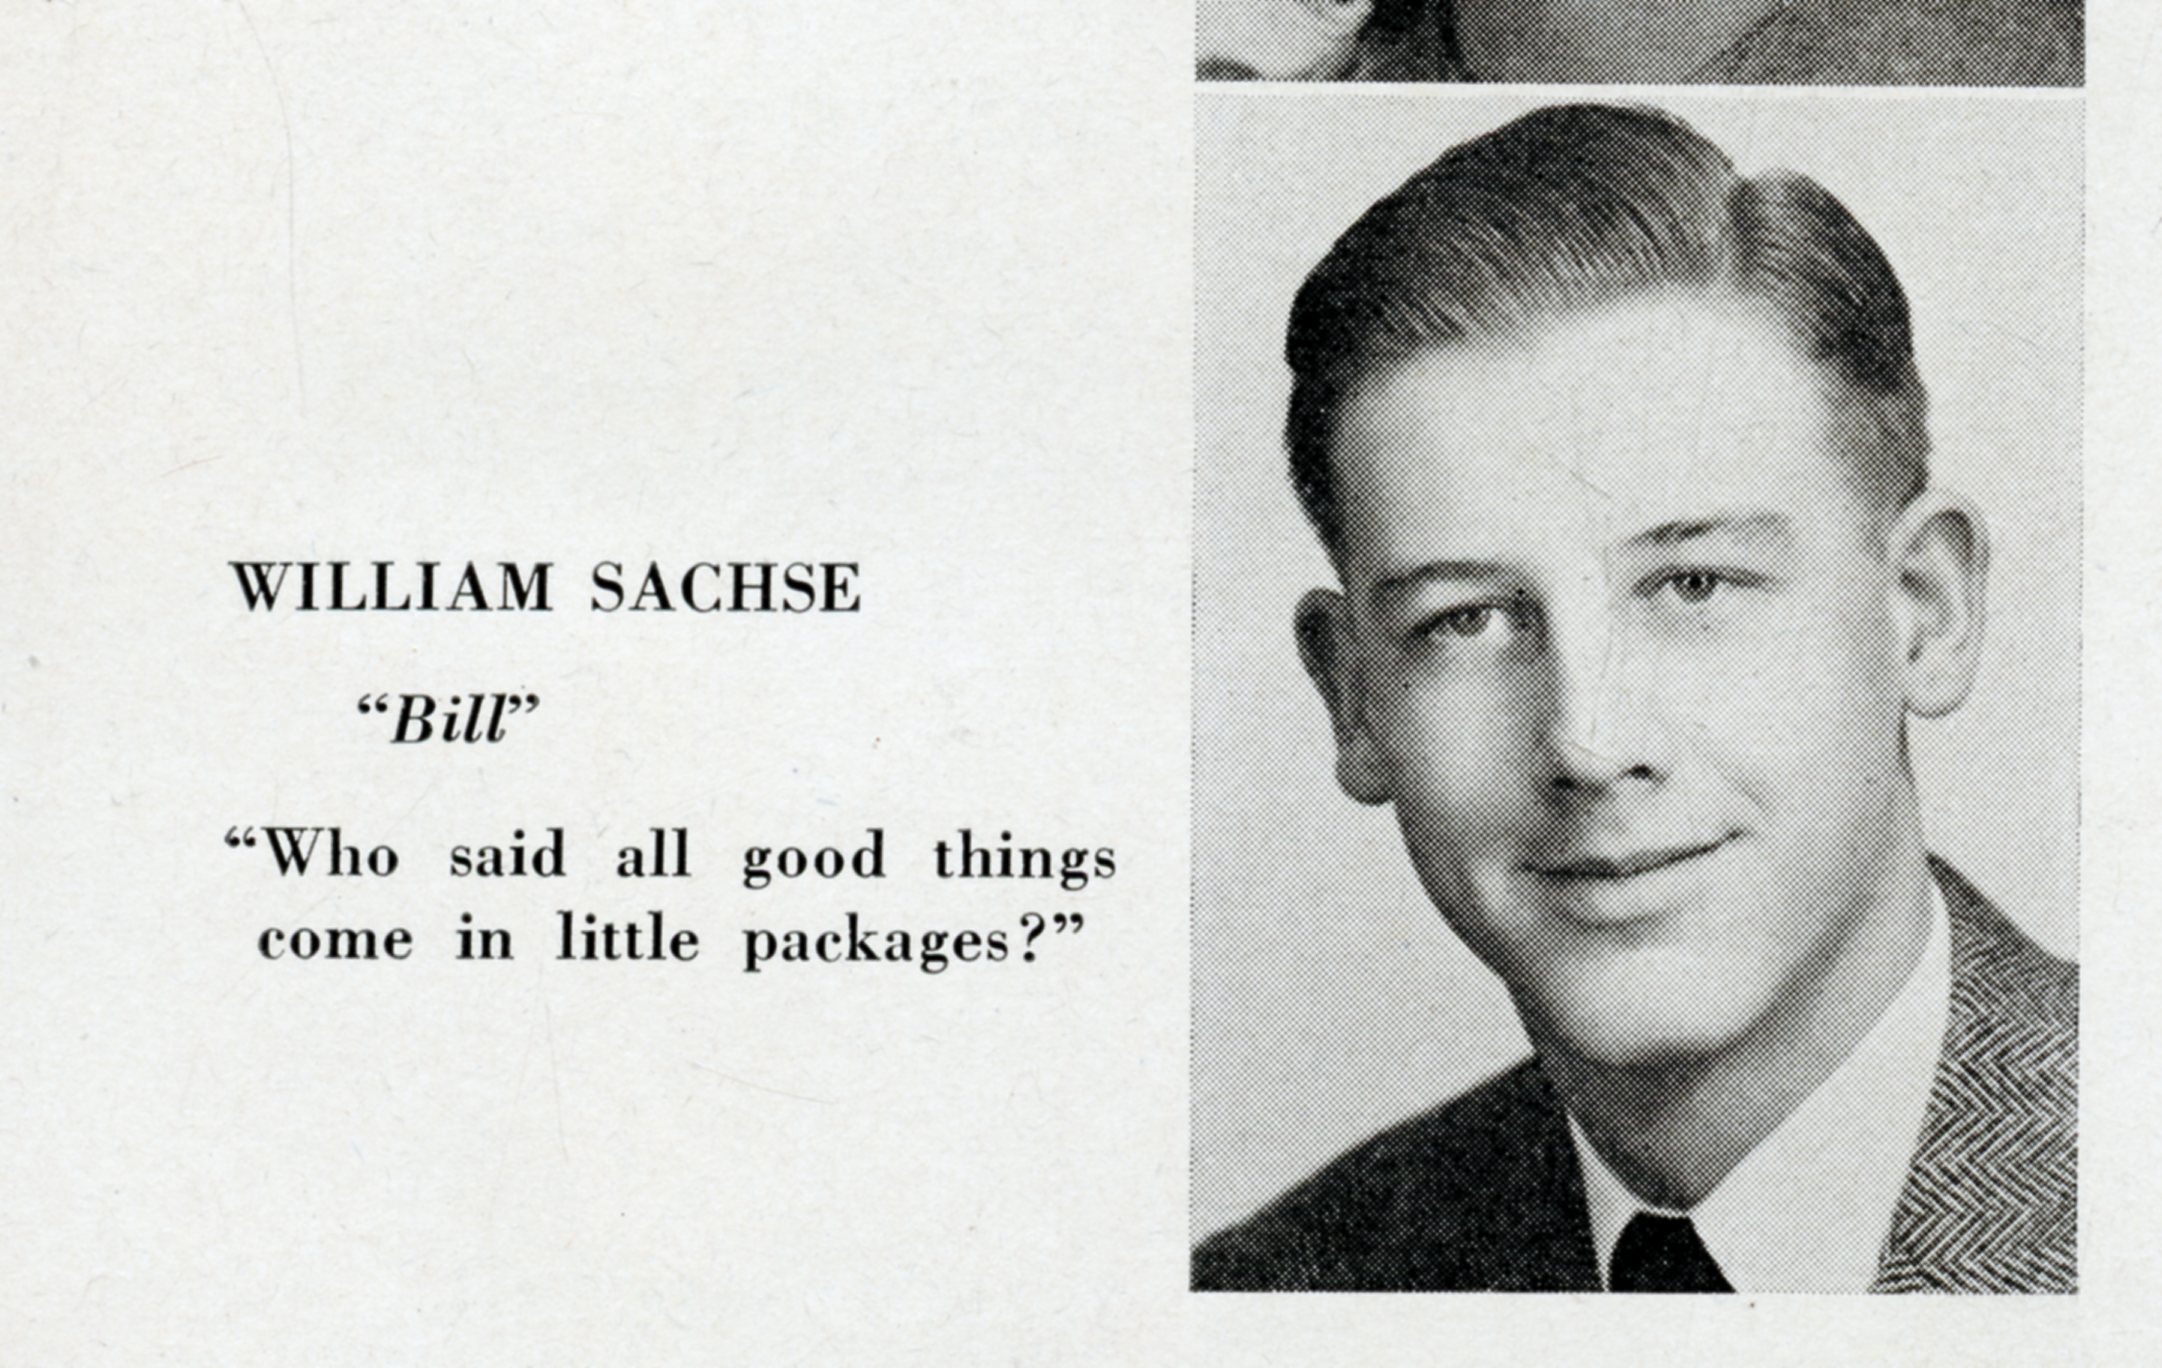 WILLIAM SACHSE
“Bill”
“Who said all good things
come in little packages?”